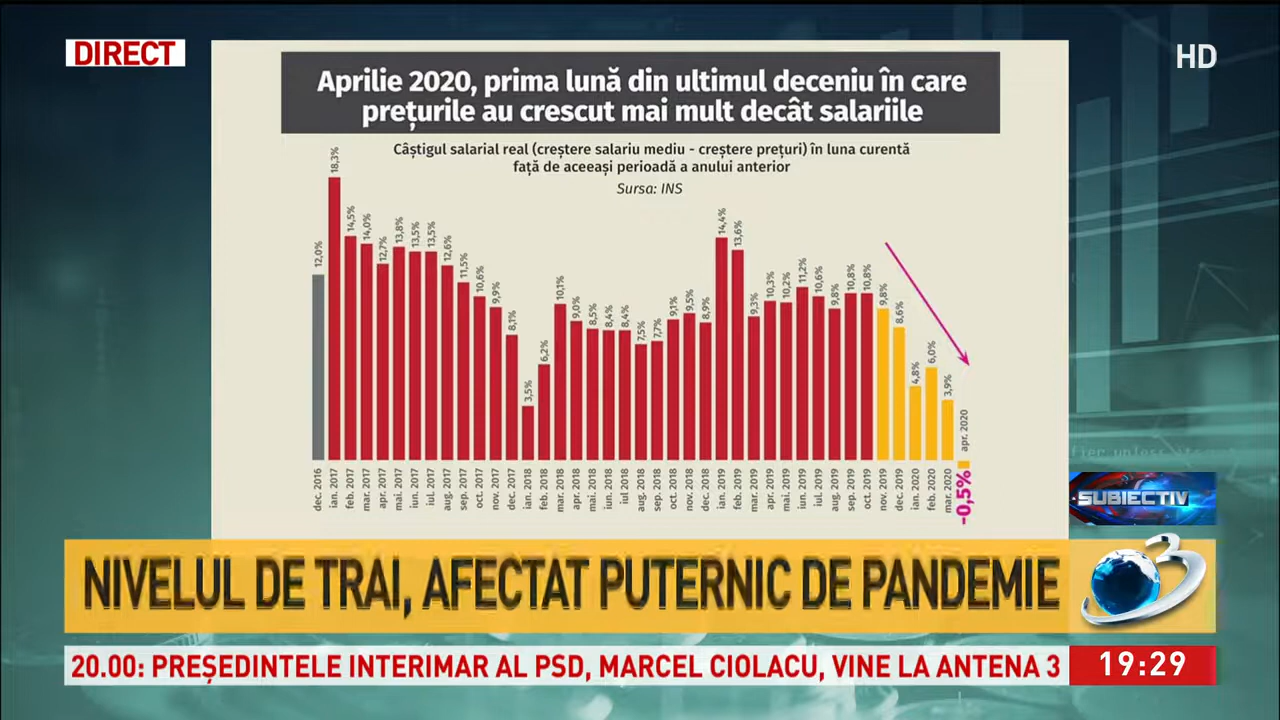 DIRECT
HD
Aprilie 2020, prima lună din ultimul deceniu în care
prețurile au crescut mai mult decât salariile
Câștigul salarial real (creștere salariu mediu - creștere prețuri) în luna curentă
față de aceeași perioadă a anului anterior
Sursa: INS
12,0% 18,3% 14,5% 14,0% 12,7% 13,8% 13,5% 13,5% 12,6% 11,5% 10,6% 9,9% 8,1% 3,5% 6,2% 10,1% 9,0% 8,5% 8,4% 8,4% 7,5% 7,7% 9,1% 9,5% 8,9% 14,4% 13,6% 9,3% 10,3% 10,2% 11,2% 10,6% 9,8% 10,8% 10,8% 9,8% 8,6% 4,8% 6,0% 3,9% apr. 2020
dec. 2016 ian. 2017 feb. 2017 mar. 2017 apr. 2017 mai. 2017 iun. 2017 iul. 2017 aug. 2017 sep. 2017 oct. 2017 nov. 2017 dec. 2017 ian. 2018 feb. 2018 mar. 2018 apr. 2018 mai. 2018 iun. 2018 iul 2018 aug. 2018 sep. 2018 oct. 2018 nov. 2018 dec. 2018 ian. 2019 feb. 2019 mar. 2019 apr. 2019 mai. 2019 iun. 2019 iul. 2019 aug. 2019 sep. 2019 oct. 2019 nov. 2019 dec. 2019 ian. 2020 feb. 2020 mar. 2020 -0,5%
SUBIECTIV
NIVELUL DE TRAI, AFECTAT PUTERNIC DE PANDEMIE
3
20.00: PREȘEDINTELE INTERIMAR AL PSD, MARCEL CIOLACU, VINE LA ANTENA 3
19:29